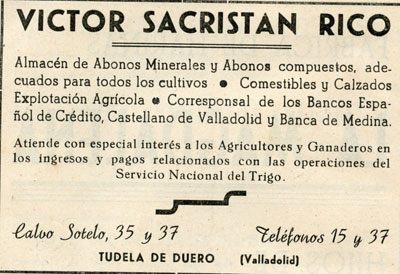 VICTOR SACRISTAN RICO
Almacén de Abonos Minerales y Abonos compuestos, ade-
cuados para todos los cultivos • Comestibles y Calzados
Explotación Agrícola • Corresponsal de los Bancos Espa-
ñol de Crédito, Castellano de Valladolid y Banca de Medina.
Atiende con especial interés a los Agricultores y Ganaderos en
los ingresos y pagos relacionados con las operaciones del
Servicio Nacional del Trigo.
Calvo Sotelo, 35 y 37 Teléfonos 15 y 37
TUDELA DE DUERO (Valladolid)